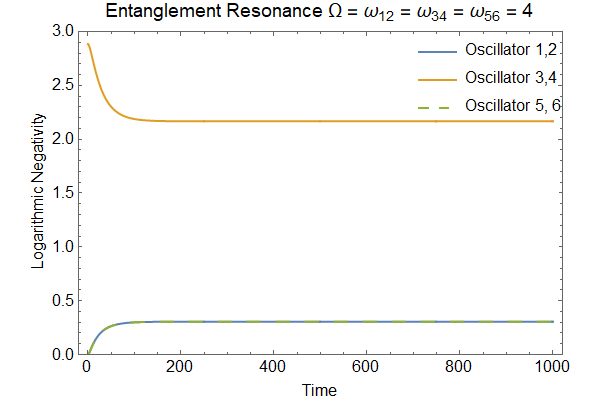 Entanglement Resonance Ω = ω₁₂ = ω₃₄ = ω₅₆ = 4
Oscillator 1,2
Oscillator 3,4
Oscillator 5, 6
Logarithmic Negativity
3.0
2.5
2.0
1.5
1.0
0.5
0.0
0 200 400 600 800 1000
Time